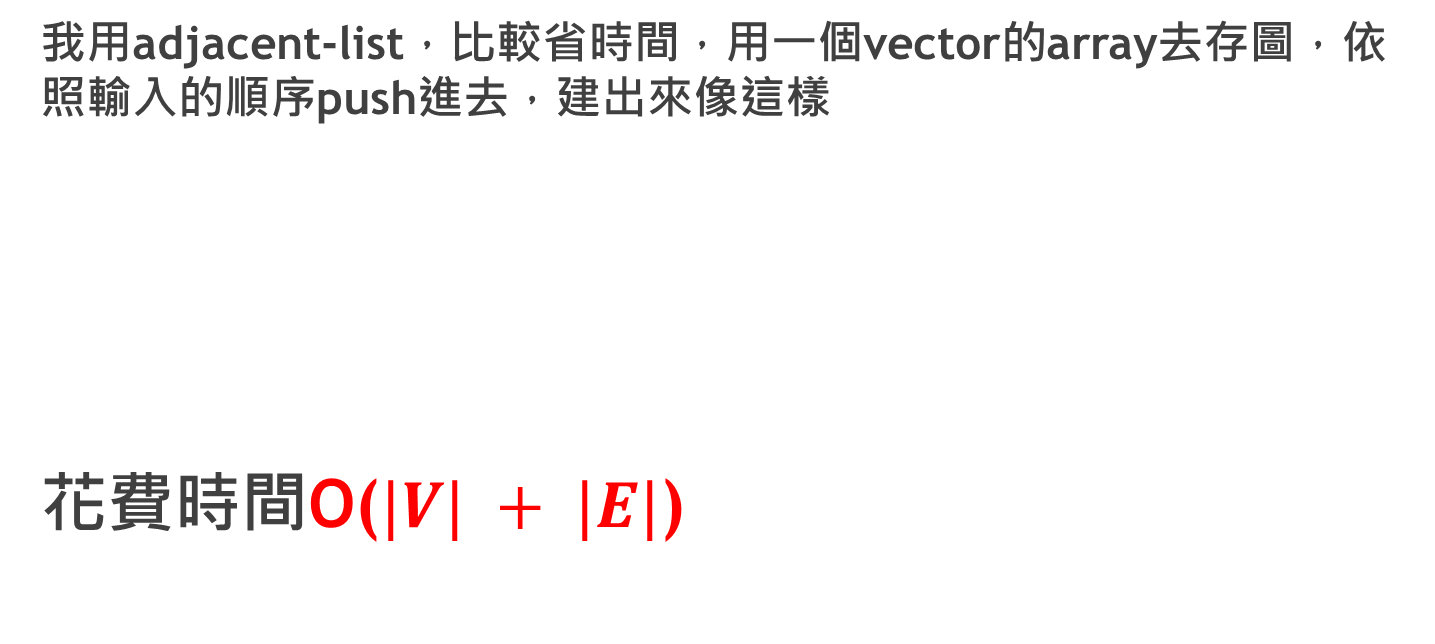 我用adjacent-list，比較省時間，用一個vector的array去存圖，依
照輸入的順序push進去，建出來像這樣
花費時間O(|V| + |E|)